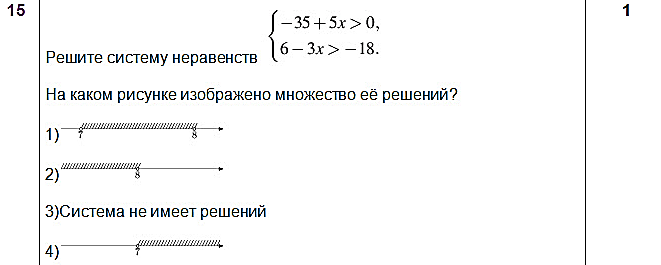 15
1
Решите систему неравенств { −35 + 5x > 0,
6 − 3x > −18.
На каком рисунке изображено множество её решений?
1) 7 8
2) 8
3)Система не имеет решений
4) 7